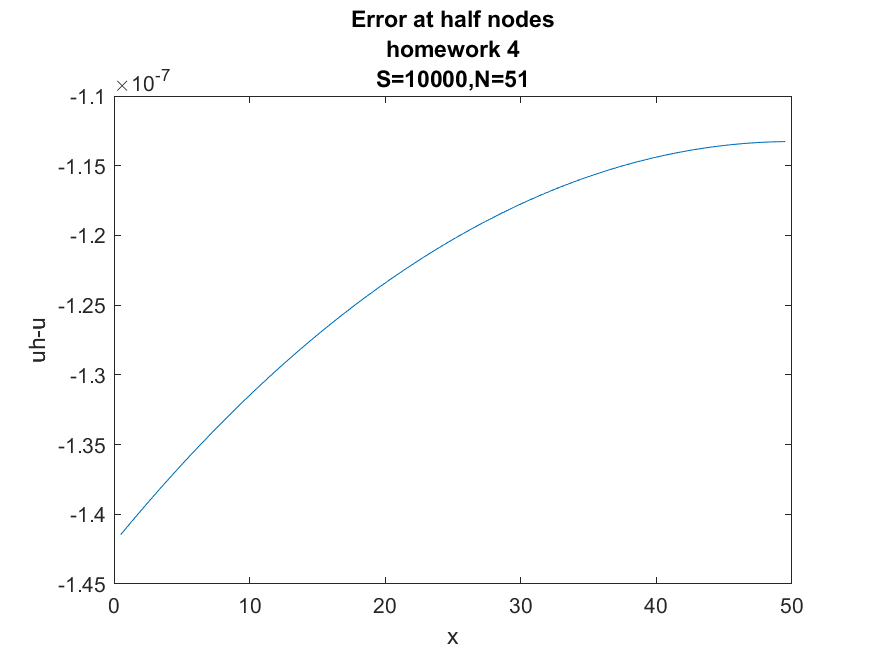 Error at half nodes
homework 4
S=10000,N=51
×10-7
-1.1
-1.15
-1.2
-1.25
-1.3
-1.35
-1.4
-1.45
uh-u
0 10 20 30 40 50
x